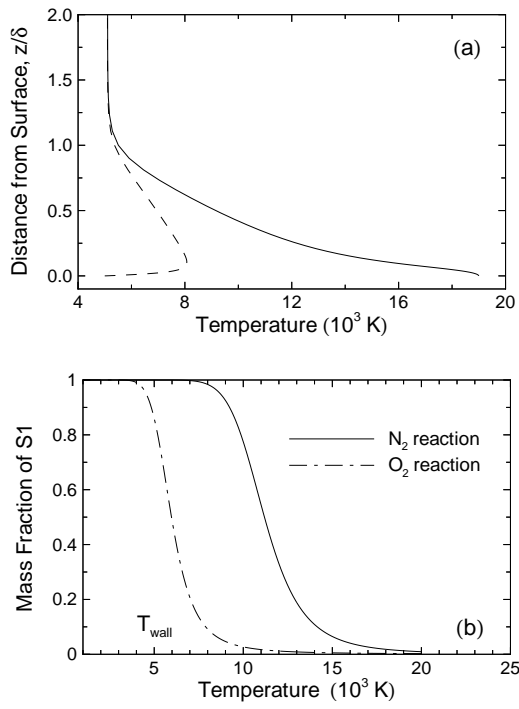 2.0
(a)
1.5
1.0
0.5
0.0
Distance from Surface, z/δ
4 8 12 16 20
Temperature (10³ K)
1
0.8
0.6
0.4
0.2
0
Mass Fraction of S1
N₂ reaction
O₂ reaction
T_wall
(b)
5 10 15 20 25
Temperature (10³ K)